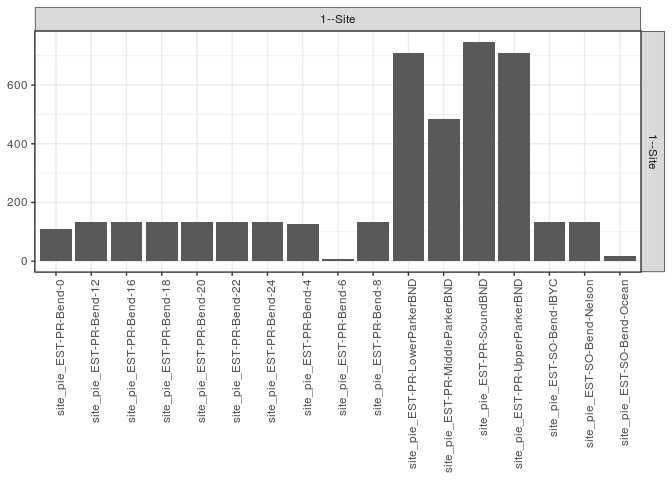 1--Site
1--Site
600
400
200
0
site_pie_EST-PR-Bend-0
site_pie_EST-PR-Bend-12
site_pie_EST-PR-Bend-16
site_pie_EST-PR-Bend-18
site_pie_EST-PR-Bend-20
site_pie_EST-PR-Bend-22
site_pie_EST-PR-Bend-24
site_pie_EST-PR-Bend-4
site_pie_EST-PR-Bend-6
site_pie_EST-PR-Bend-8
site_pie_EST-PR-LowerParkerBND
site_pie_EST-PR-MiddleParkerBND
site_pie_EST-PR-SoundBND
site_pie_EST-PR-UpperParkerBND
site_pie_EST-SO-Bend-IBYC
site_pie_EST-SO-Bend-Nelson
site_pie_EST-SO-Bend-Ocean